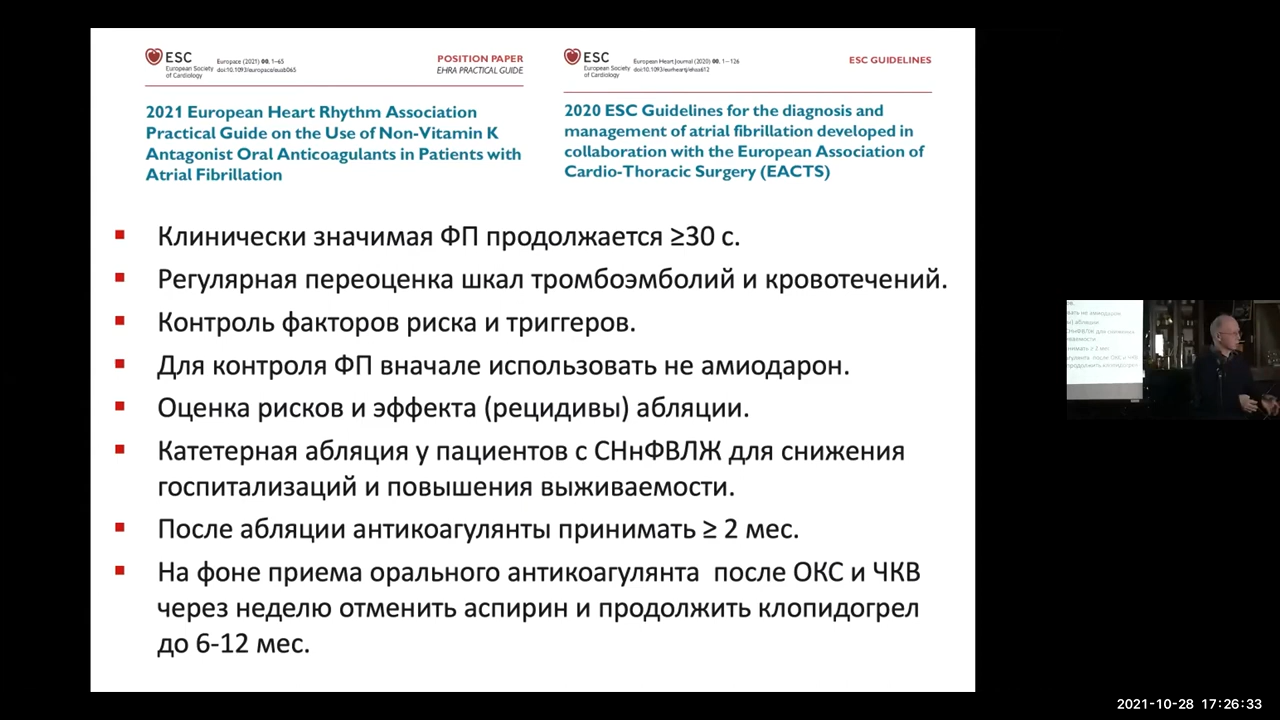 ESC
European Society
of Cardiology
Europace (2021) 00, 1–65
doi:10.1093/europace/euab065
POSITION PAPER
EHRA PRACTICAL GUIDE
2021 European Heart Rhythm Association
Practical Guide on the Use of Non-Vitamin K
Antagonist Oral Anticoagulants in Patients with
Atrial Fibrillation
ESC
European Society
of Cardiology
European Heart Journal (2020) 00, 1–126
doi:10.1093/eurheartj/ehaa612
ESC GUIDELINES
2020 ESC Guidelines for the diagnosis and
management of atrial fibrillation developed in
collaboration with the European Association of
Cardio-Thoracic Surgery (EACTS)
Клинически значимая ФП продолжается ≥30 с.
Регулярная переоценка шкал тромбоэмболий и кровотечений.
Контроль факторов риска и триггеров.
Для контроля ФП вначале использовать не амиодарон.
Оценка рисков и эффекта (рецидивы) абляции.
Катетерная абляция у пациентов с СНнФВЛЖ для снижения
госпитализаций и повышения выживаемости.
После абляции антикоагулянты принимать ≥ 2 мес.
На фоне приема орального антикоагулянта после ОКС и ЧКВ
через неделю отменить аспирин и продолжить клопидогрел
до 6-12 мес.
2021-10-28 17:26:33